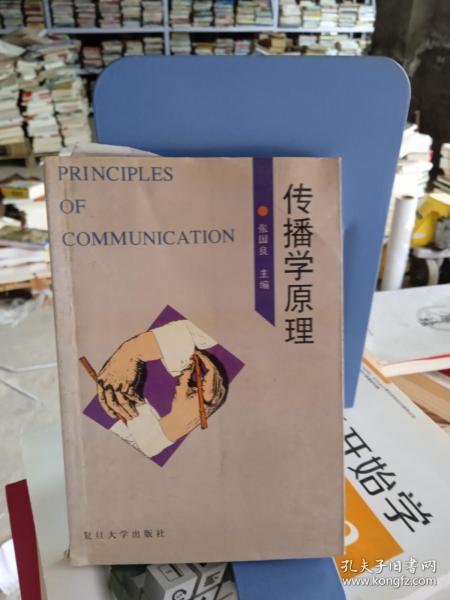 PRINCIPLES
OF
COMMUNICATION
传播学原理
张国良 主编
复旦大学出版社
开始学
孔夫子旧书网
kongfz.com